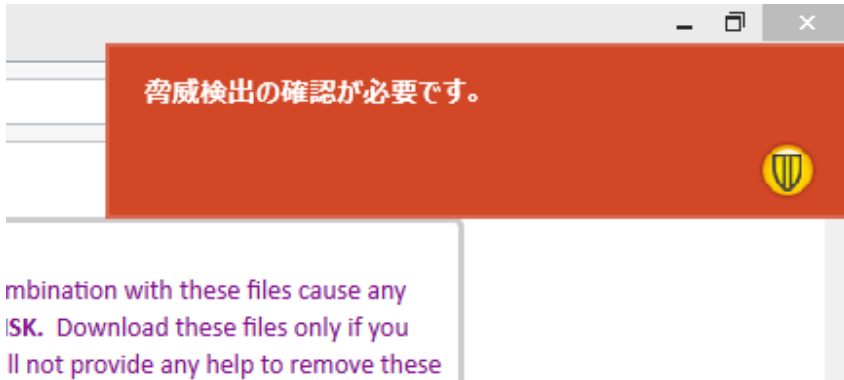 脅威検出の確認が必要です。
mbination with these files cause any
ISK. Download these files only if you
ll not provide any help to remove these